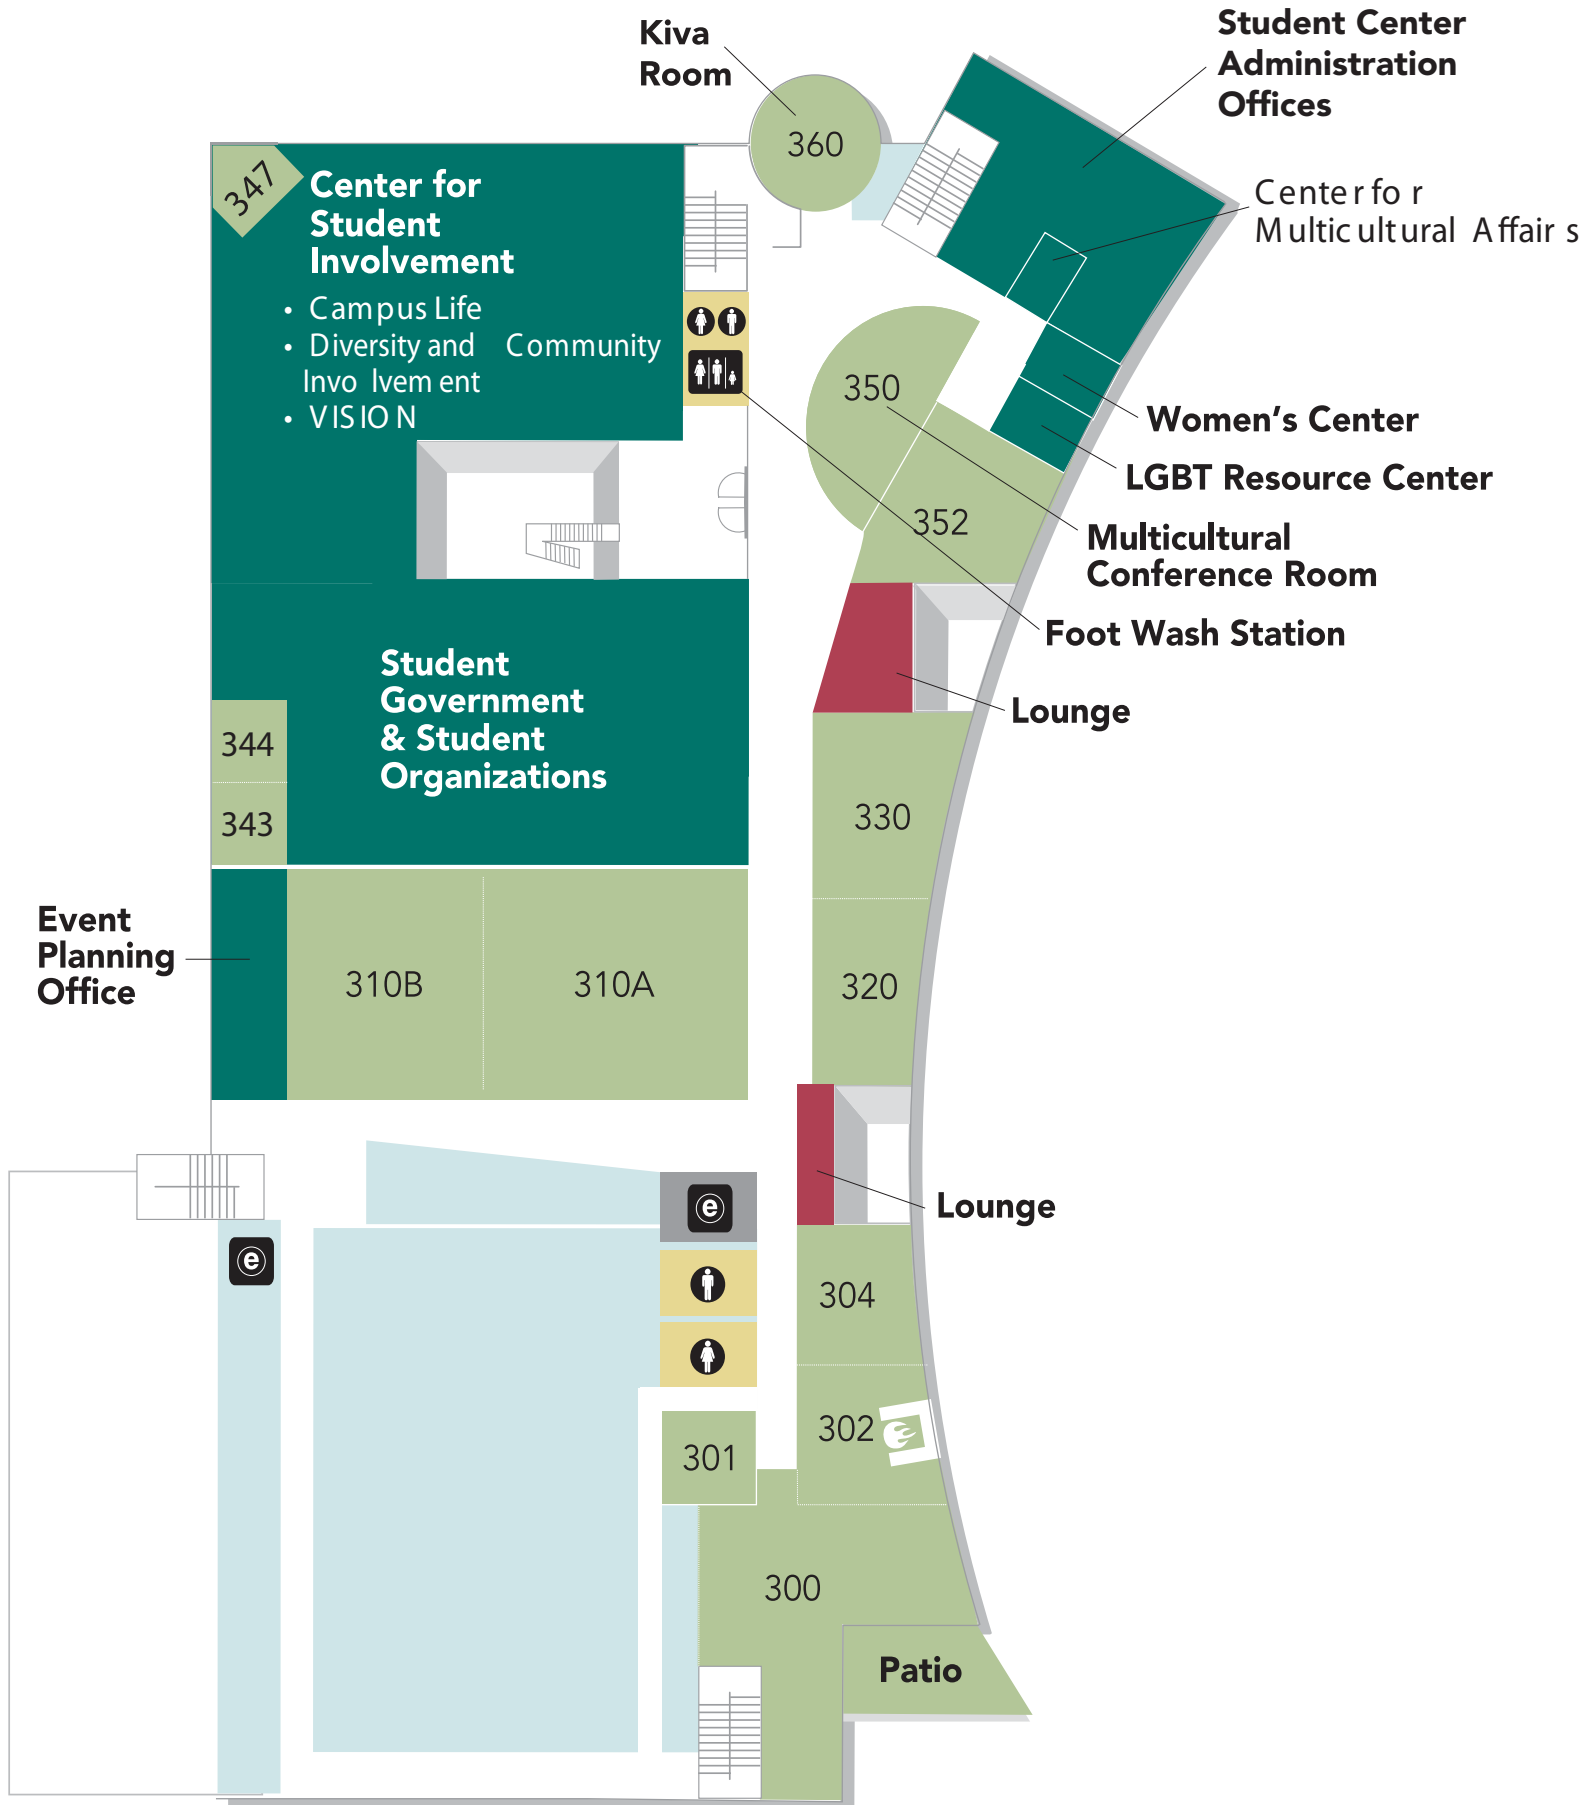 Kiva
Room
360
Student Center
Administration
Offices
Center for
Multicultural Affairs
347
Center for
Student
Involvement
• Campus Life
• Diversity and Community
Involvement
• VISION
350
Women's Center
LGBT Resource Center
352
Multicultural
Conference Room
Foot Wash Station
Lounge
Student
Government
& Student
Organizations
344
343
330
Event
Planning
Office
310B
310A
320
e
Lounge
e
304
302
301
300
Patio